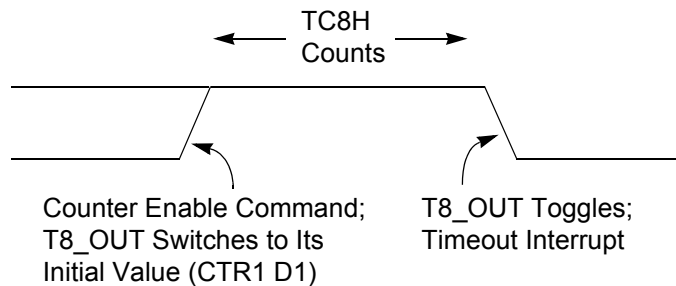 TC8H
Counts
Counter Enable Command;
T8_OUT Switches to Its
Initial Value (CTR1 D1)
T8_OUT Toggles;
Timeout Interrupt